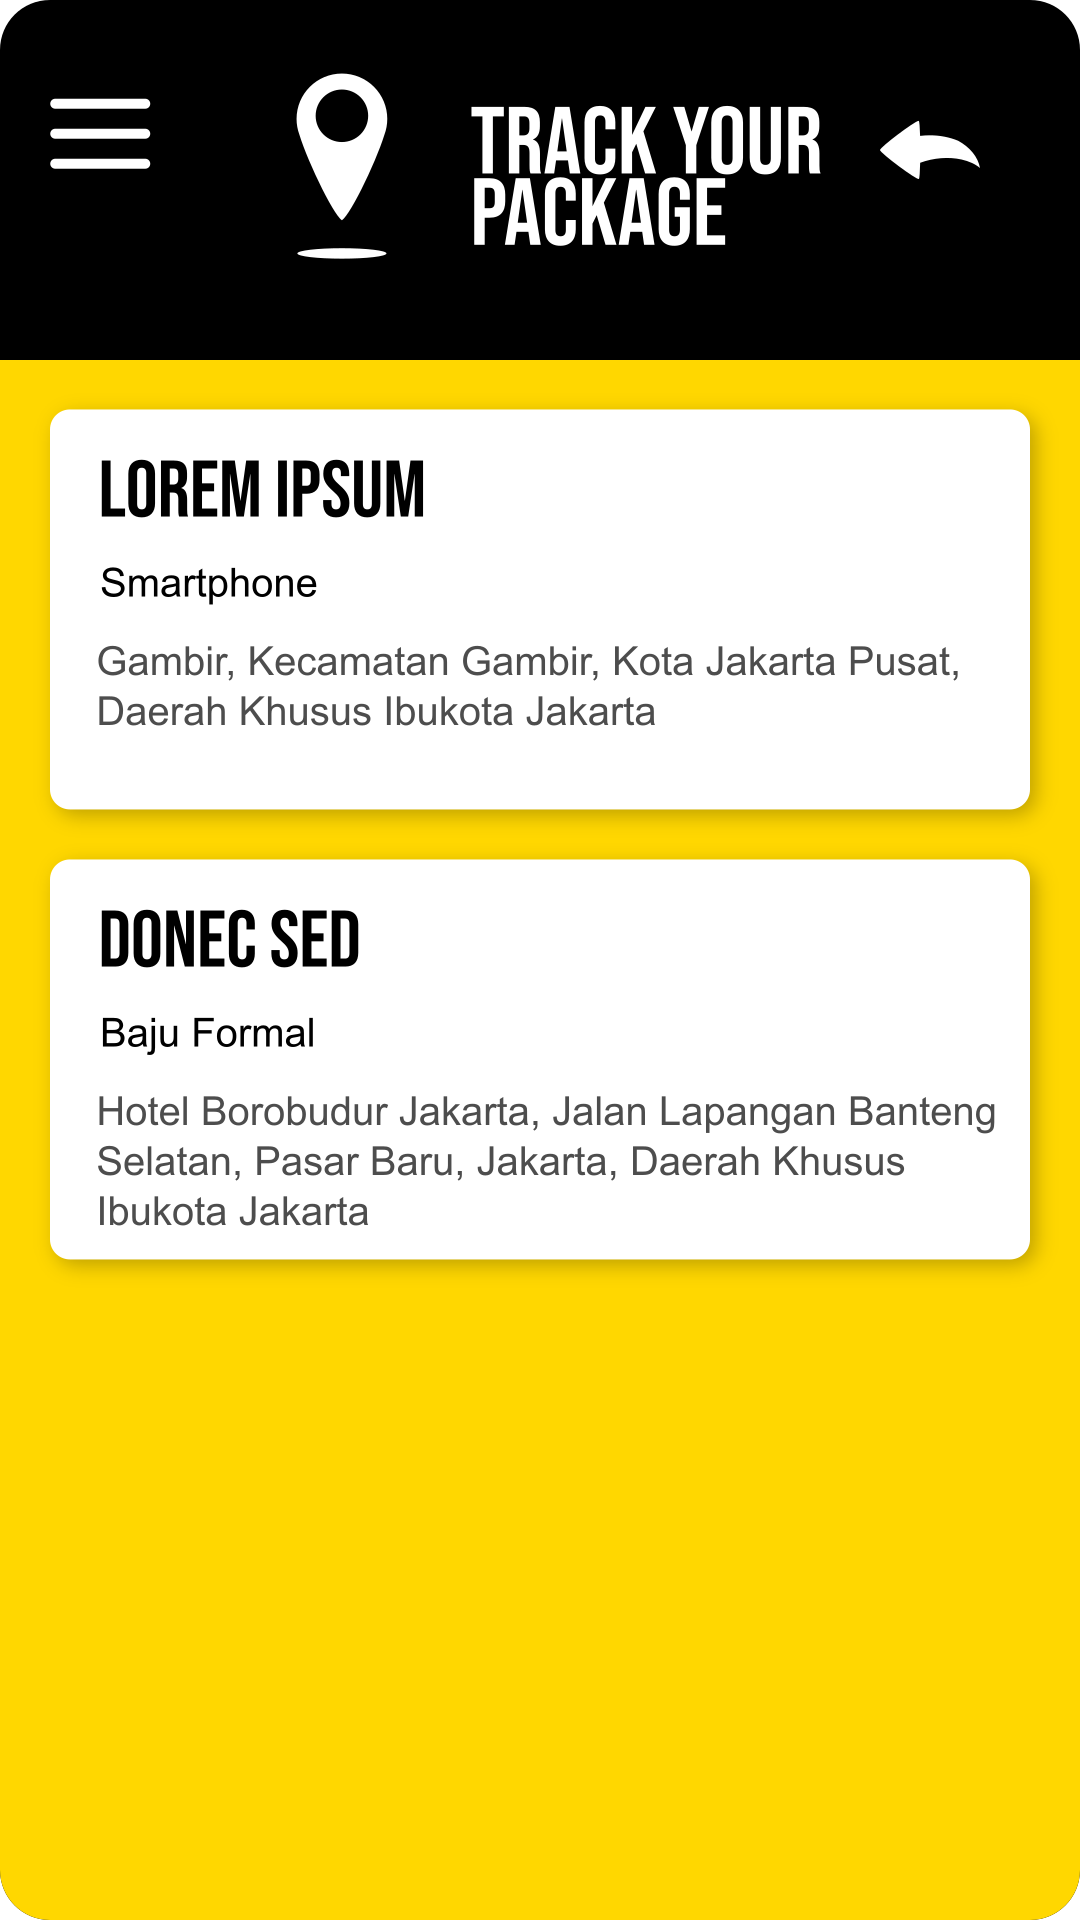 TRACK YOUR
PACKAGE
LOREM IPSUM
Smartphone
Gambir, Kecamatan Gambir, Kota Jakarta Pusat,
Daerah Khusus Ibukota Jakarta
DONEC SED
Baju Formal
Hotel Borobudur Jakarta, Jalan Lapangan Banteng
Selatan, Pasar Baru, Jakarta, Daerah Khusus
Ibukota Jakarta